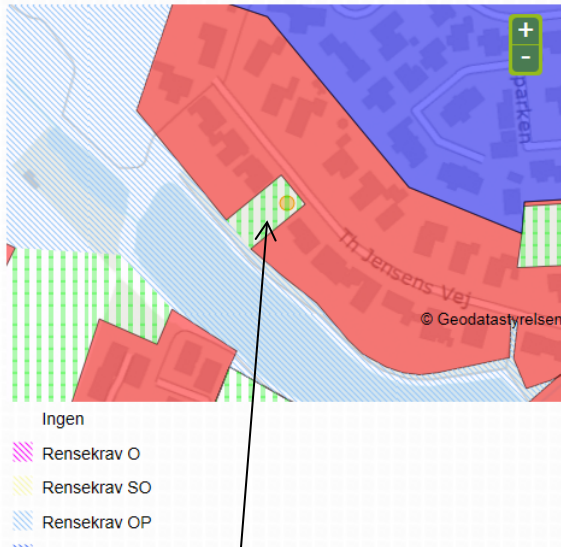 +
-
parken
Th Jensens Vej
© Geodatastyrelsen
Ingen
Rensekrav O
Rensekrav SO
Rensekrav OP